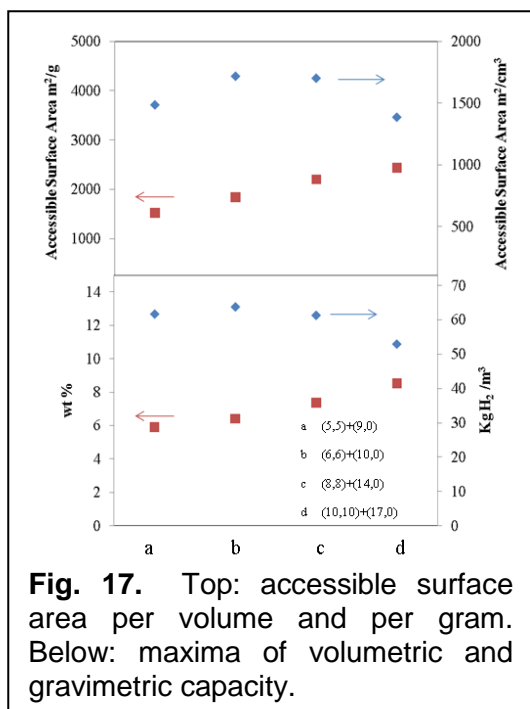 5000
4000
3000
2000
1000
Accessible Surface Area m²/g
2000
1500
1000
500
0
Accessible Surface Area m²/cm³
14
12
10
8
6
4
2
0
wt %
70
60
50
40
30
20
10
0
KgH₂ /m³
a (5,5)+(9,0)
b (6,6)+(10,0)
c (8,8)+(14,0)
d (10,10)+(17,0)
a b c d
Fig. 17. Top: accessible surface
area per volume and per gram.
Below: maxima of volumetric and
gravimetric capacity.